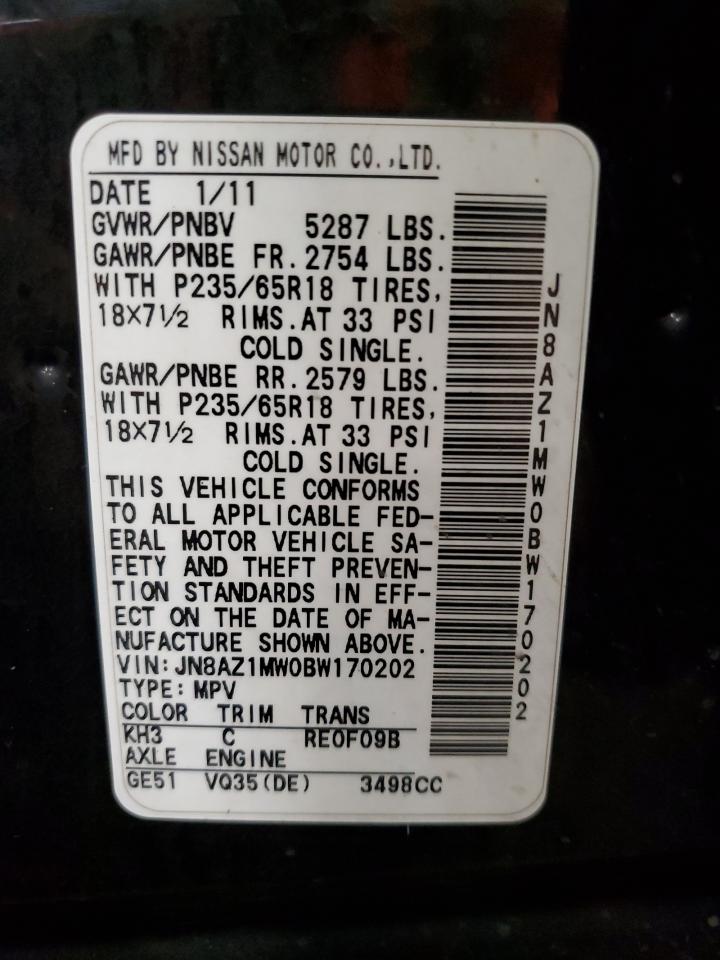 MFD BY NISSAN MOTOR CO.,LTD.
DATE 1/11
GVWR/PNBV 5287 LBS.
GAWR/PNBE FR. 2754 LBS.
WITH P235/65R18 TIRES,
18X7½ RIMS. AT 33 PSI
COLD SINGLE.
GAWR/PNBE RR. 2579 LBS.
WITH P235/65R18 TIRES,
18X7½ RIMS. AT 33 PSI
COLD SINGLE.
THIS VEHICLE CONFORMS
TO ALL APPLICABLE FED-
ERAL MOTOR VEHICLE SA-
FETY AND THEFT PREVEN-
TION STANDARDS IN EFF-
ECT ON THE DATE OF MA-
NUFACTURE SHOWN ABOVE.
VIN: JN8AZ1MW0BW170202
TYPE: MPV
COLOR TRIM TRANS
KH3 C RE0F09B
AXLE ENGINE
GE51 VQ35(DE) 3498CC
JN8AZ1MW0BW170202